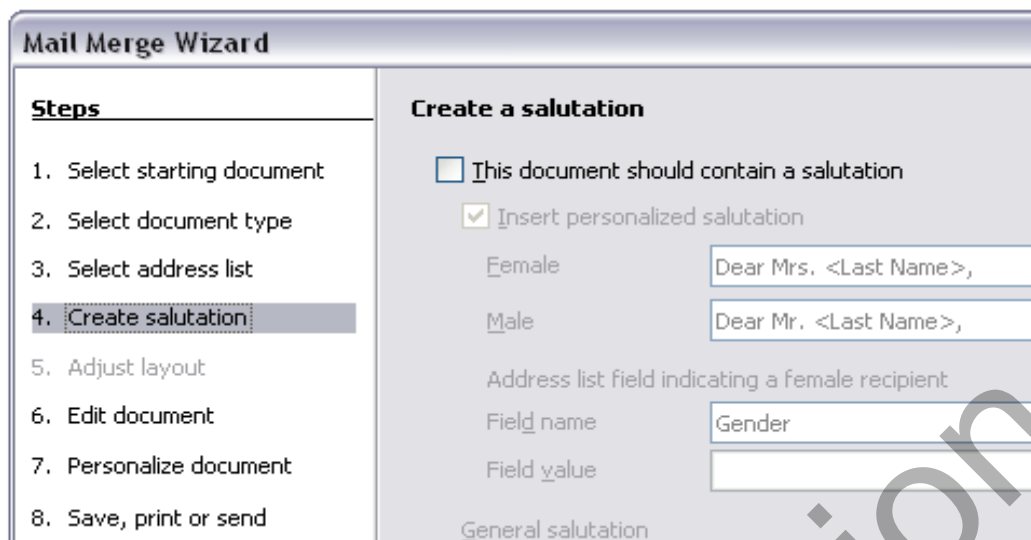 Mail Merge Wizard
Steps
1. Select starting document
2. Select document type
3. Select address list
4. Create salutation
5. Adjust layout
6. Edit document
7. Personalize document
8. Save, print or send
Create a salutation
This document should contain a salutation
Insert personalized salutation
Female Dear Mrs. <Last Name>,
Male Dear Mr. <Last Name>,
Address list field indicating a female recipient
Field name Gender
Field value
General salutation